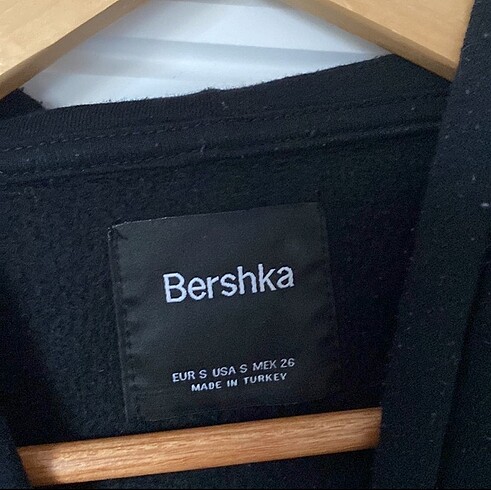 Bershka
EUR S USA S MEX 26
MADE IN TURKEY